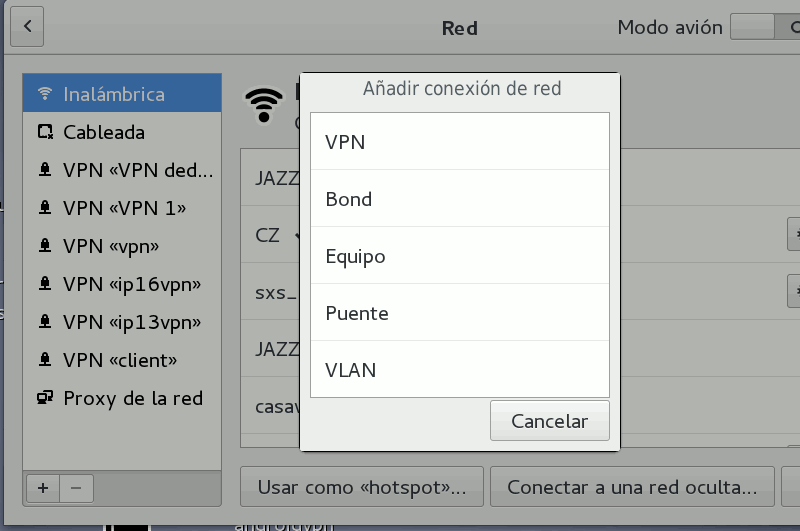 Red
Modo avión
Inalámbrica
Cableada
VPN «VPN ded...
VPN «VPN 1»
VPN «vpn»
VPN «ip16vpn»
VPN «ip13vpn»
VPN «client»
Proxy de la red
JAZZ
CZ
sxs_
JAZZ
Añadir conexión de red
VPN
Bond
Equipo
Puente
VLAN
Cancelar
Usar como «hotspot»...
Conectar a una red oculta...
androidvpn